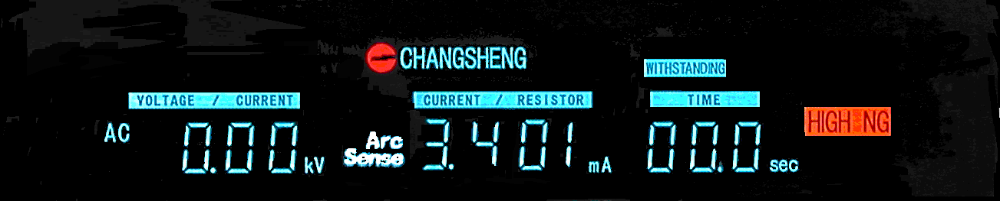 CHANGSHENG
WITHSTANDING
VOLTAGE / CURRENT
CURRENT / RESISTOR
TIME
HIGH NG
AC 0.00 kV
Arc Sense
3.401 mA
00.0 sec